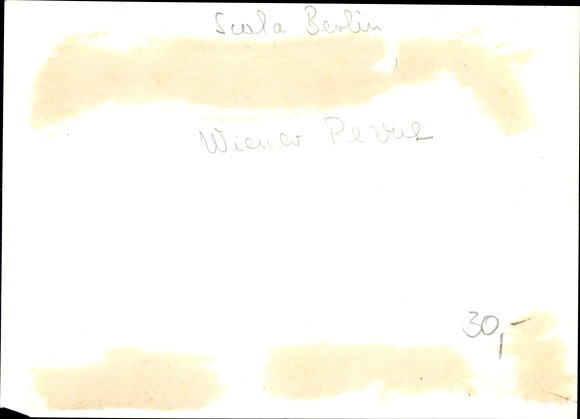 Scala Berlin
Wiener Revue
30,-